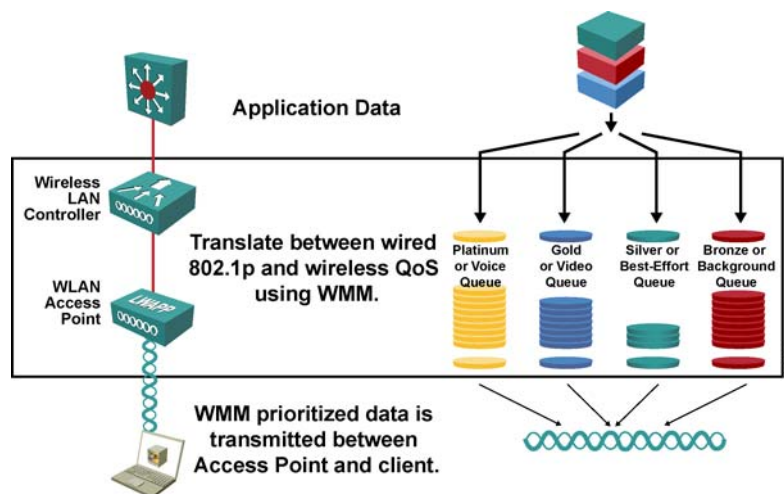 Application Data
Wireless
LAN
Controller
Translate between wired
802.1p and wireless QoS
using WMM.
WLAN
Access
Point
LWAPP
Platinum
or Voice
Queue
Gold
or Video
Queue
Silver or
Best-Effort
Queue
Bronze or
Background
Queue
WMM prioritized data is
transmitted between
Access Point and client.